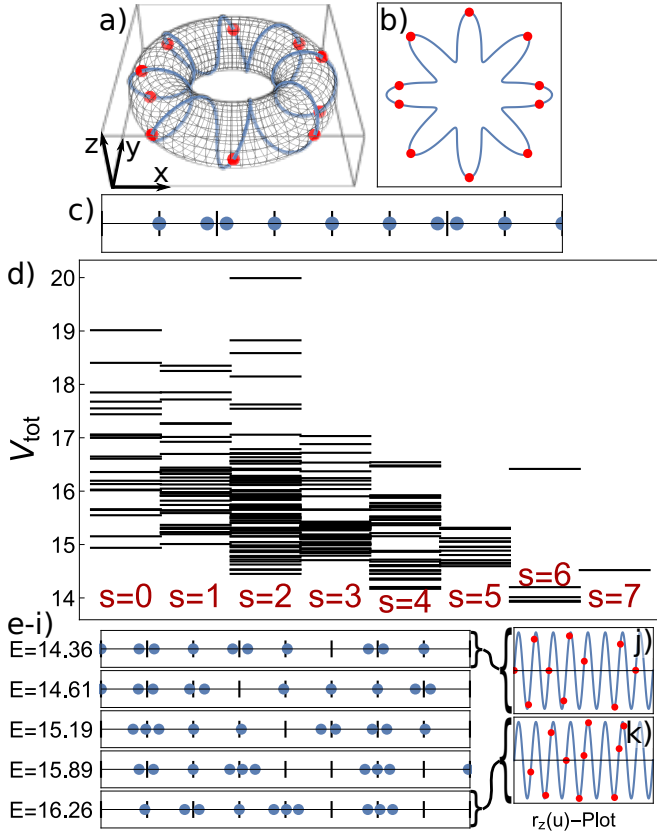 a)
b)
z
y
x
c)
d)
20
19
18
17
16
15
14
V_tot
s=0
s=1
s=2
s=3
s=4
s=5
s=6
s=7
e-i)
E=14.36
E=14.61
E=15.19
E=15.89
E=16.26
j)
k)
r_z(u)−Plot